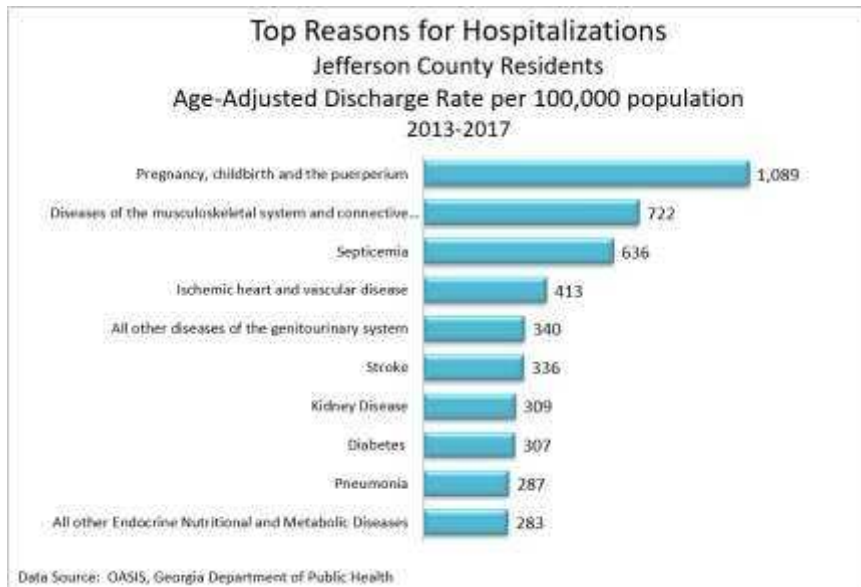 Top Reasons for Hospitalizations
Jefferson County Residents
Age-Adjusted Discharge Rate per 100,000 population
2013-2017
Pregnancy, childbirth and the puerperium 1,089
Diseases of the musculoskeletal system and connective... 722
Septicemia 636
Ischemic heart and vascular disease 413
All other diseases of the genitourinary system 340
Stroke 336
Kidney Disease 309
Diabetes 307
Pneumonia 287
All other Endocrine Nutritional and Metabolic Diseases 283
Data Source: OASIS, Georgia Department of Public Health